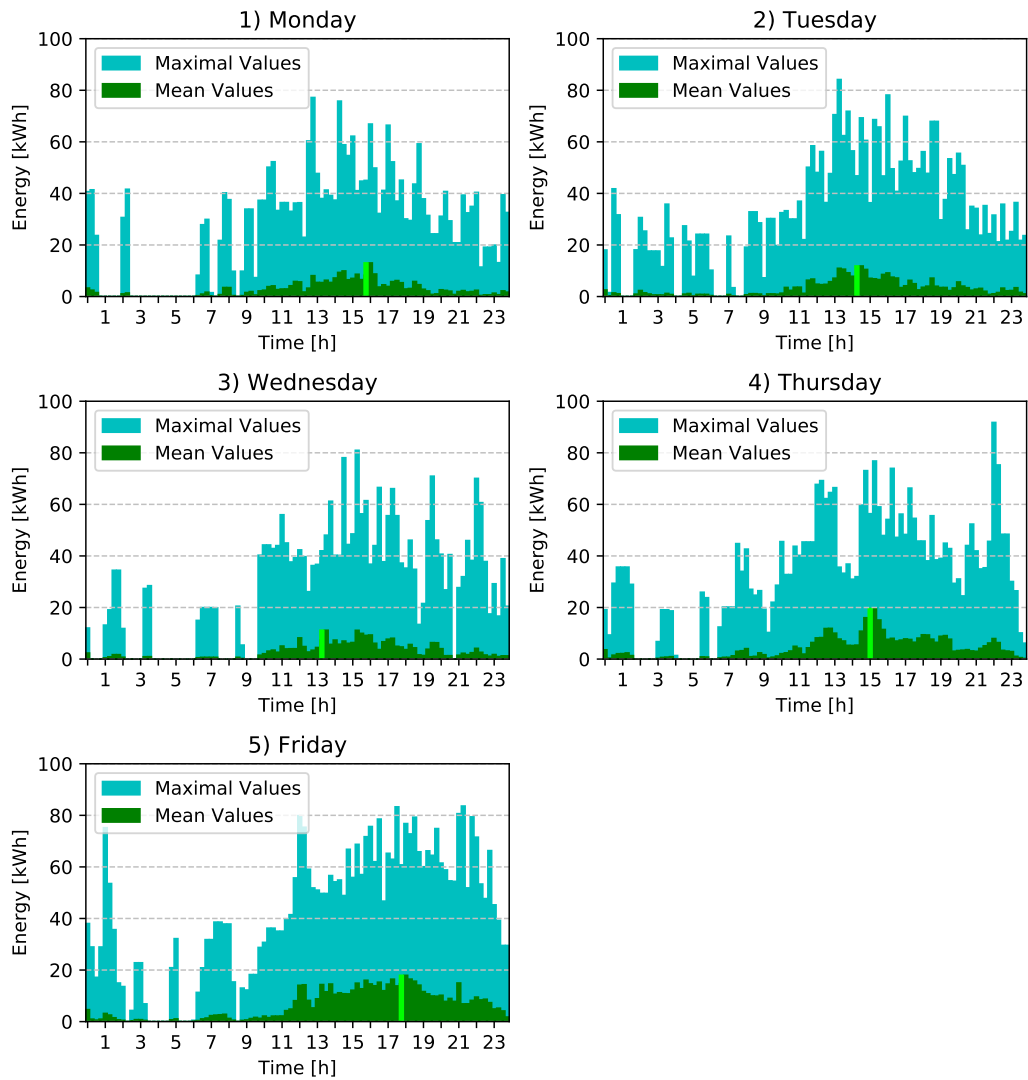 1) Monday
Energy [kWh]
100
80
60
40
20
0
Maximal Values
Mean Values
1 3 5 7 9 11 13 15 17 19 21 23
Time [h]
2) Tuesday
Energy [kWh]
100
80
60
40
20
0
Maximal Values
Mean Values
1 3 5 7 9 11 13 15 17 19 21 23
Time [h]
3) Wednesday
Energy [kWh]
100
80
60
40
20
0
Maximal Values
Mean Values
1 3 5 7 9 11 13 15 17 19 21 23
Time [h]
4) Thursday
Energy [kWh]
100
80
60
40
20
0
Maximal Values
Mean Values
1 3 5 7 9 11 13 15 17 19 21 23
Time [h]
5) Friday
Energy [kWh]
100
80
60
40
20
0
Maximal Values
Mean Values
1 3 5 7 9 11 13 15 17 19 21 23
Time [h]